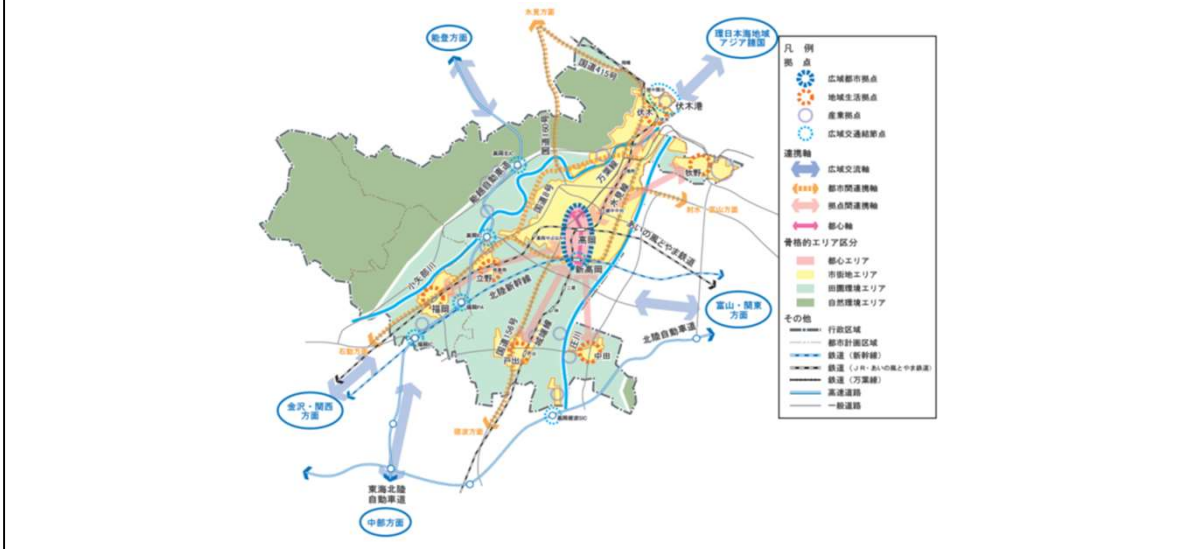 氷見方面
能登方面
環日本海地域
アジア諸国
国道415号
伏木
伏木港
国道160号
能越自動車道
万葉線
氷見線
国道8号
牧野
射水・富山方面
高岡
あいの風とやま鉄道
新高岡
小矢部川
立野
北陸新幹線
福岡
富山・関東
方面
国道156号
城端線
庄川
北陸自動車道
石動方面
戸出
中田
金沢・関西
方面
砺波方面
高岡砺波SIC
東海北陸
自動車道
中部方面
凡 例
拠 点
広域都市拠点
地域生活拠点
産業拠点
広域交通結節点
連携軸
広域交流軸
都市間連携軸
拠点間連携軸
都心軸
骨格的エリア区分
都心エリア
市街地エリア
田園環境エリア
自然環境エリア
その他
行政区域
都市計画区域
鉄道（新幹線）
鉄道（JR・あいの風とやま鉄道）
鉄道（万葉線）
高速道路
一般道路